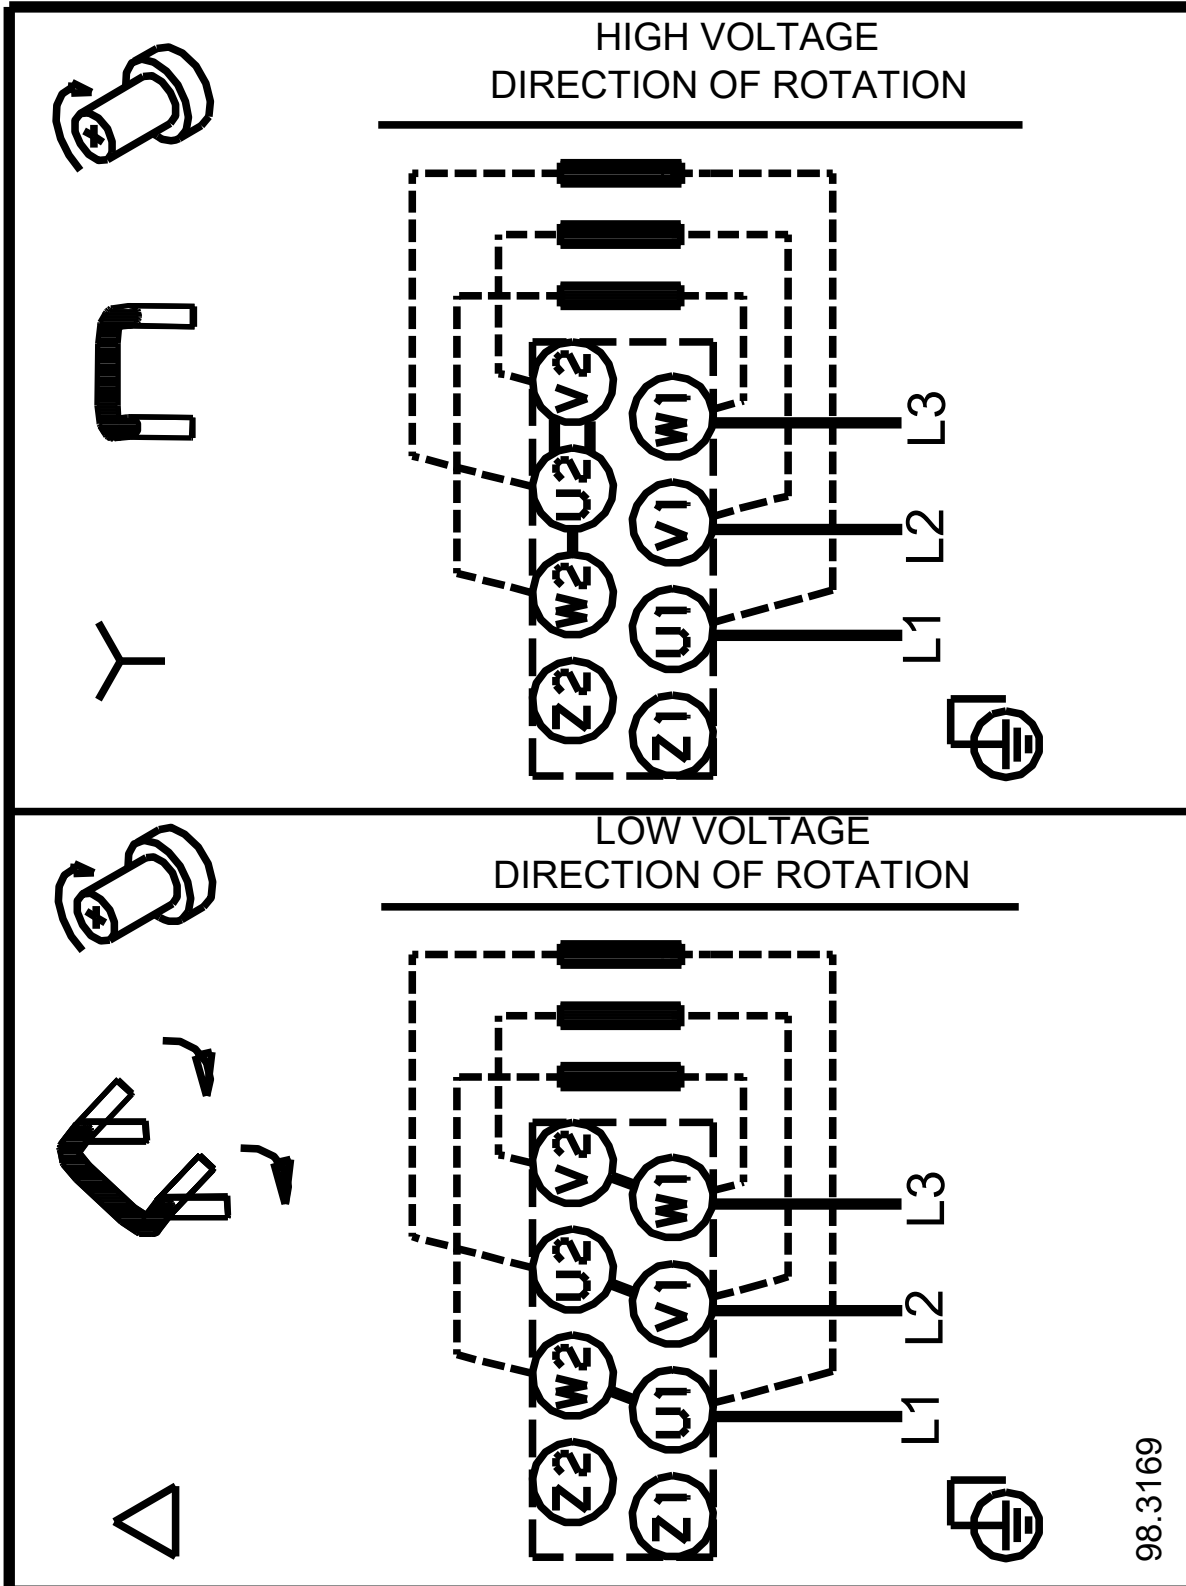 HIGH VOLTAGE
DIRECTION OF ROTATION
V2
W1
L3
U2
V1
L2
W2
U1
L1
Z2
Z1
LOW VOLTAGE
DIRECTION OF ROTATION
V2
W1
L3
U2
V1
L2
W2
U1
L1
Z2
Z1
98.3169